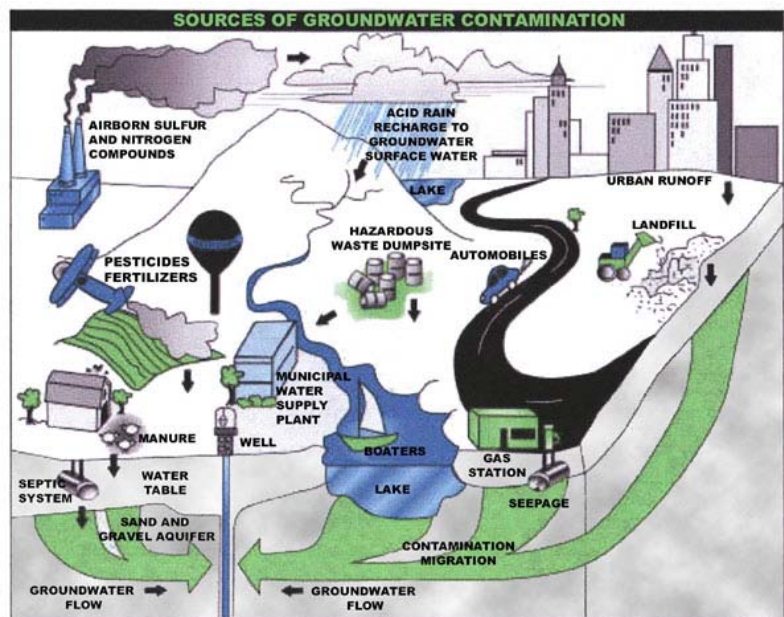 SOURCES OF GROUNDWATER CONTAMINATION
AIRBORN SULFUR
AND NITROGEN
COMPOUNDS
ACID RAIN
RECHARGE TO
GROUNDWATER
SURFACE WATER
LAKE
URBAN RUNOFF
PESTICIDES
FERTILIZERS
HAZARDOUS
WASTE DUMPSITE
AUTOMOBILES
LANDFILL
MUNICIPAL
WATER
SUPPLY
PLANT
MANURE
WELL
BOATERS
GAS
STATION
SEPTIC
SYSTEM
WATER
TABLE
LAKE
SEEPAGE
SAND AND
GRAVEL AQUIFER
CONTAMINATION
MIGRATION
GROUNDWATER
FLOW
GROUNDWATER
FLOW